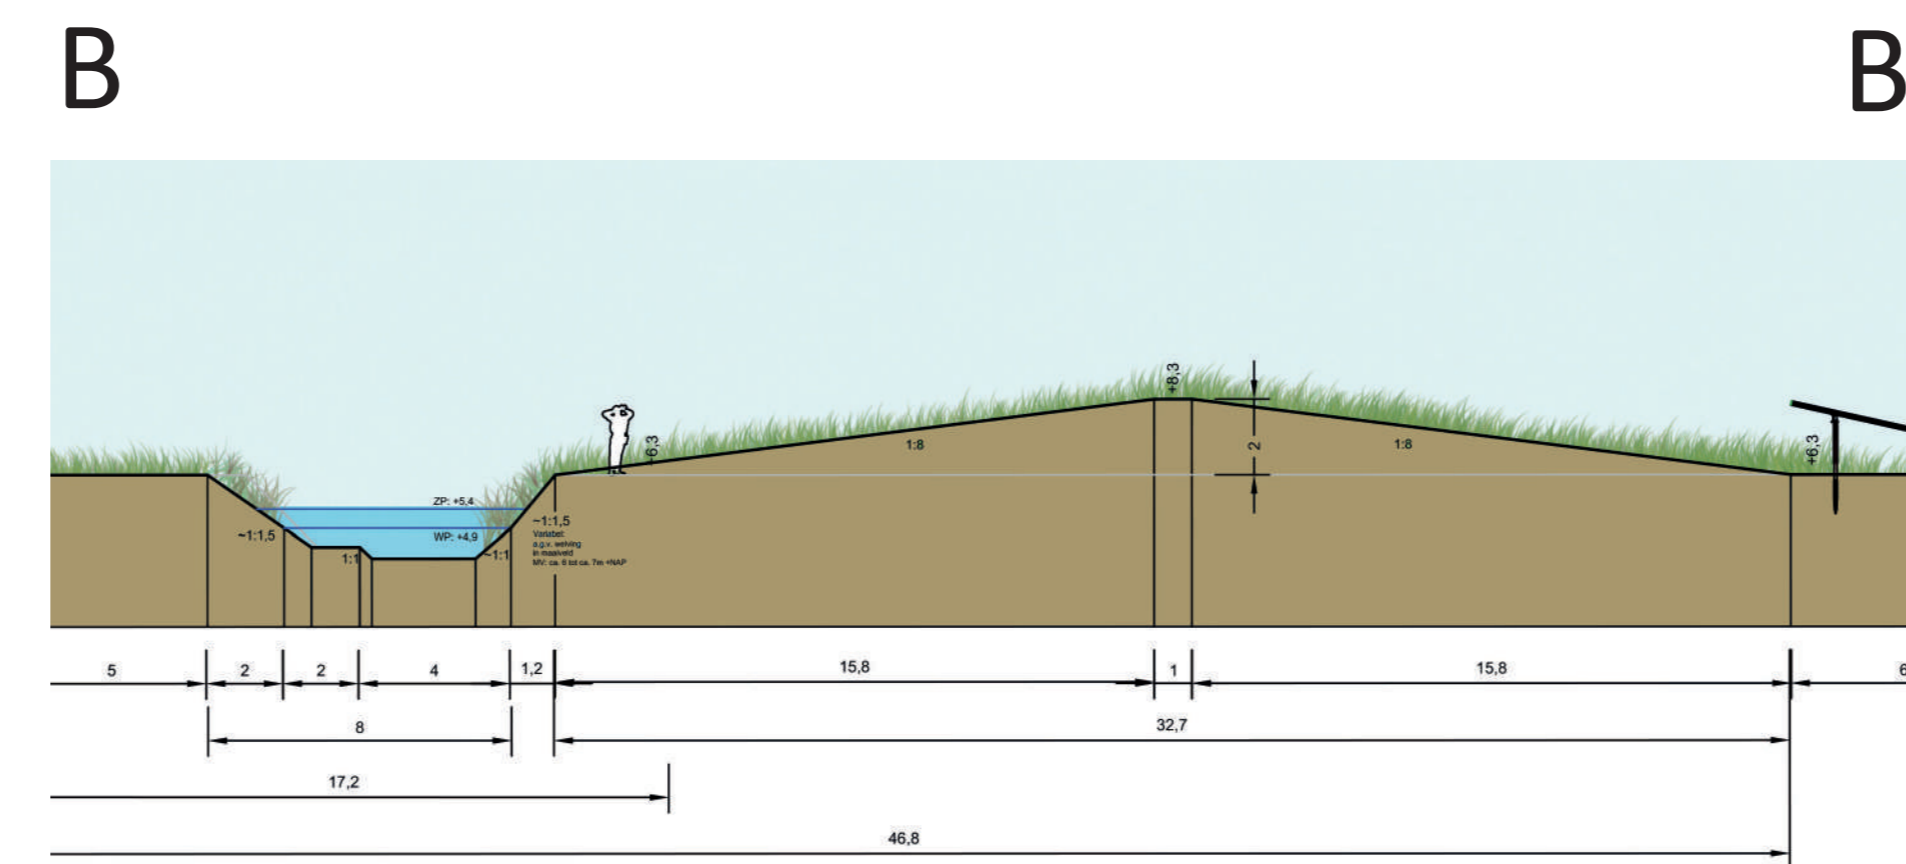 B
B
+8,3
+6,3
1:8
2
1:8
+6,3
ZP: +5,4
WP: +4,9
~1:1,5
1:1
~1:1
~1:1,5
Variabel:
a.g.v. welving
in maaiveld
MV: ca. 6 tot ca. 7m +NAP
5
2
2
4
1,2
15,8
1
15,8
6
8
32,7
17,2
46,8